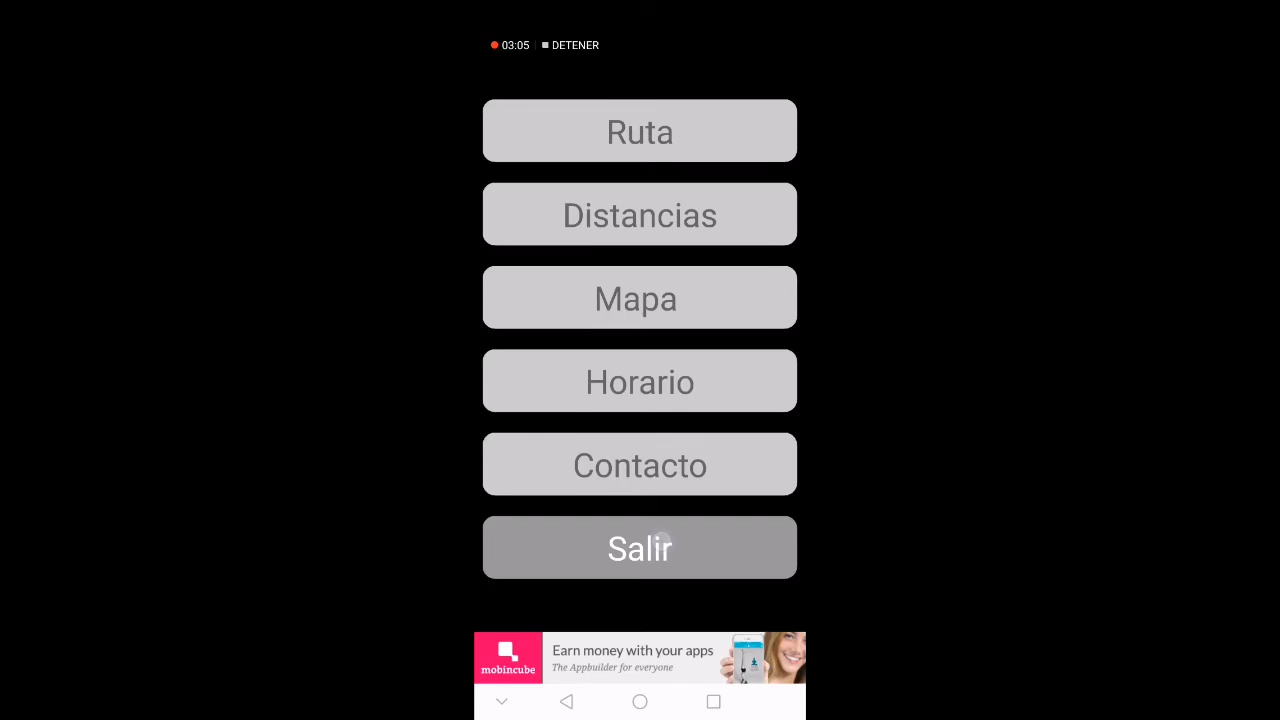 03:05 DETENER
Ruta
Distancias
Mapa
Horario
Contacto
Salir
mobincube
Earn money with your apps
The Appbuilder for everyone